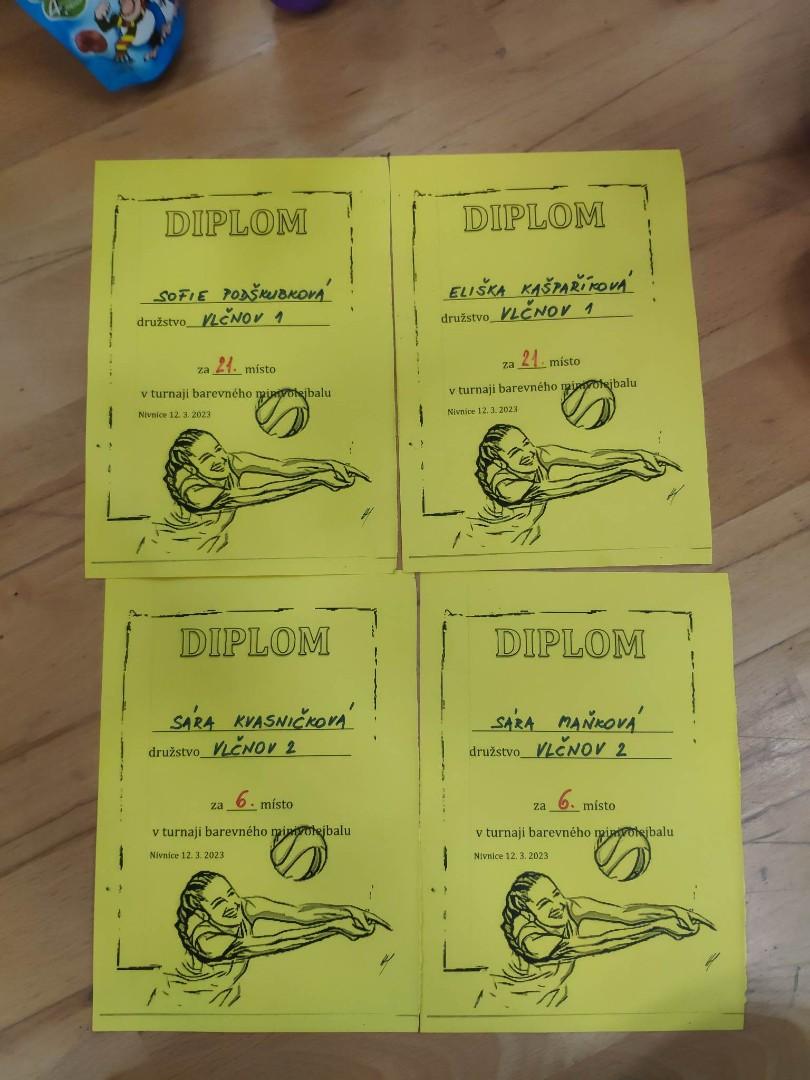 DIPLOM
SOFIE PODŠKUBKOVÁ
družstvo VLČNOV 1
za 21. místo
v turnaji barevného minivolejbalu
Nivnice 12. 3. 2023
DIPLOM
ELIŠKA KAŠPAŘÍKOVÁ
družstvo VLČNOV 1
za 21. místo
v turnaji barevného minivolejbalu
Nivnice 12. 3. 2023
DIPLOM
SÁRA KVASNIČKOVÁ
družstvo VLČNOV 2
za 6. místo
v turnaji barevného minivolejbalu
Nivnice 12. 3. 2023
DIPLOM
SÁRA MAŇKOVÁ
družstvo VLČNOV 2
za 6. místo
v turnaji barevného minivolejbalu
Nivnice 12. 3. 2023